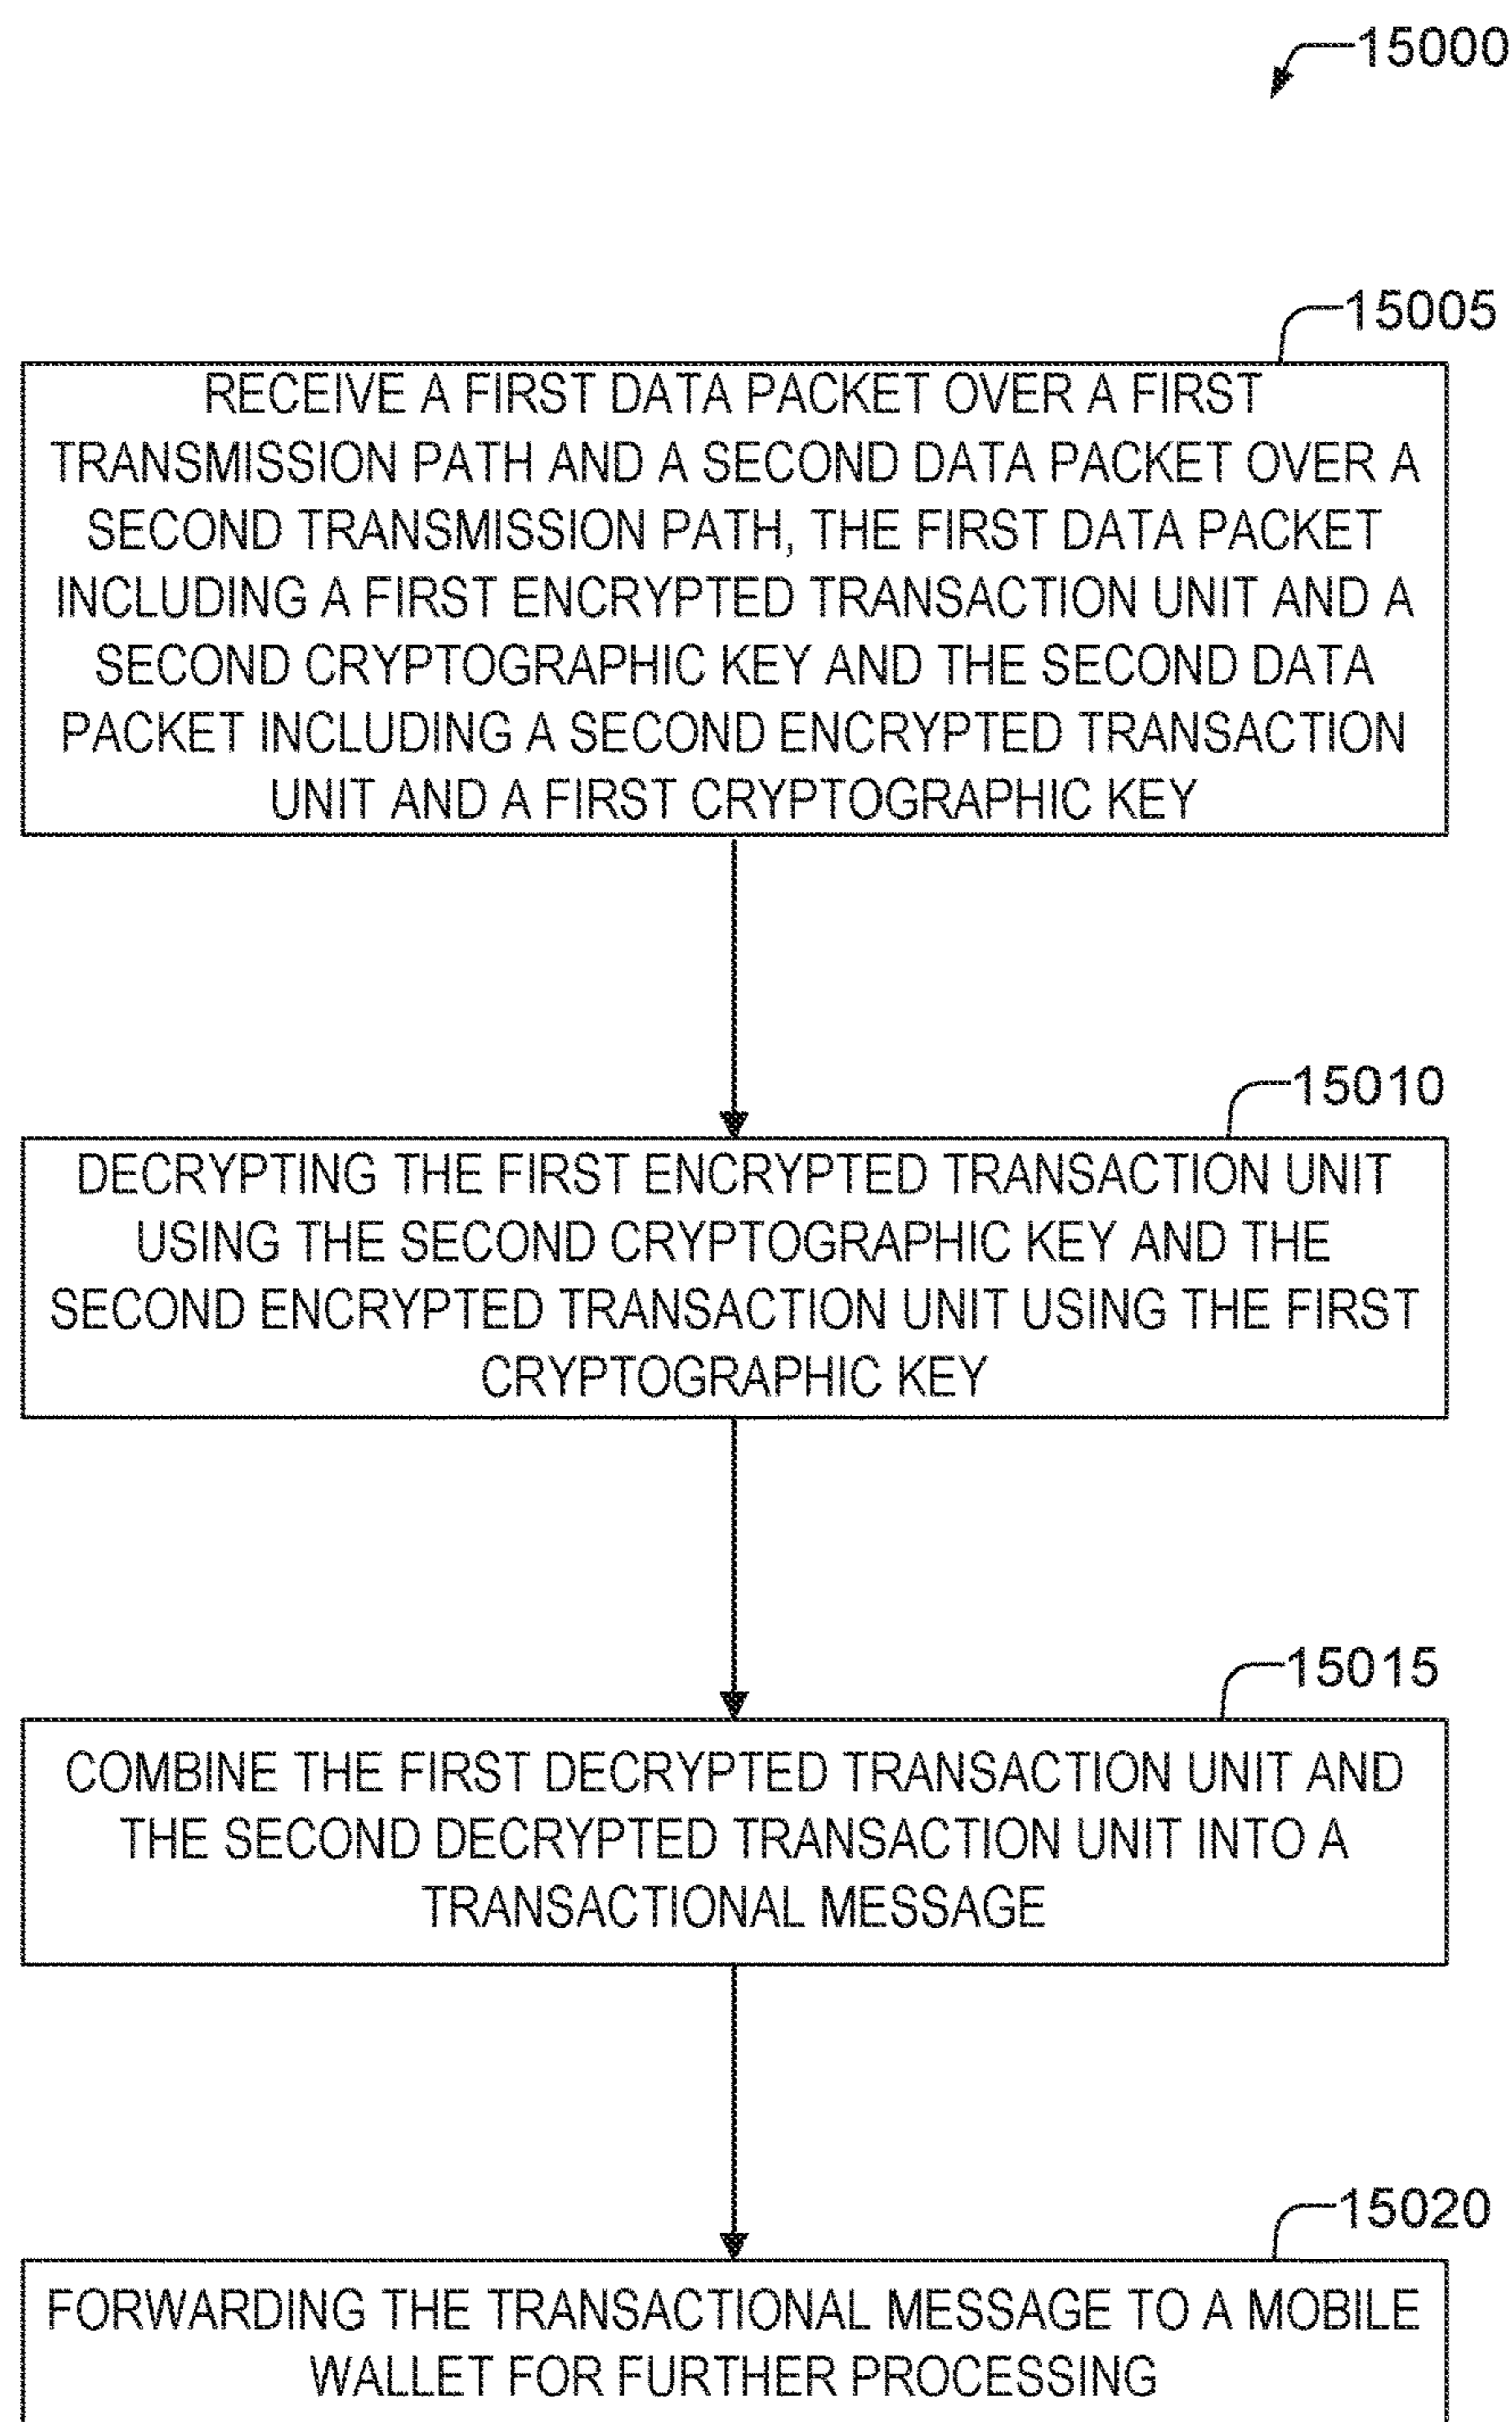 15000
15005
RECEIVE A FIRST DATA PACKET OVER A FIRST
TRANSMISSION PATH AND A SECOND DATA PACKET OVER A
SECOND TRANSMISSION PATH, THE FIRST DATA PACKET
INCLUDING A FIRST ENCRYPTED TRANSACTION UNIT AND A
SECOND CRYPTOGRAPHIC KEY AND THE SECOND DATA
PACKET INCLUDING A SECOND ENCRYPTED TRANSACTION
UNIT AND A FIRST CRYPTOGRAPHIC KEY
15010
DECRYPTING THE FIRST ENCRYPTED TRANSACTION UNIT
USING THE SECOND CRYPTOGRAPHIC KEY AND THE
SECOND ENCRYPTED TRANSACTION UNIT USING THE FIRST
CRYPTOGRAPHIC KEY
15015
COMBINE THE FIRST DECRYPTED TRANSACTION UNIT AND
THE SECOND DECRYPTED TRANSACTION UNIT INTO A
TRANSACTIONAL MESSAGE
15020
FORWARDING THE TRANSACTIONAL MESSAGE TO A MOBILE
WALLET FOR FURTHER PROCESSING